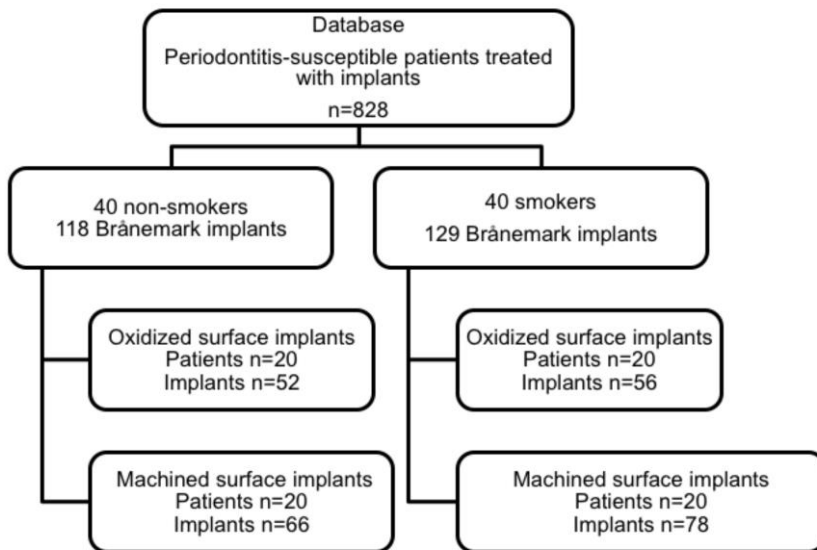 Database
Periodontitis-susceptible patients treated
with implants
n=828
40 non-smokers
118 Brånemark implants
40 smokers
129 Brånemark implants
Oxidized surface implants
Patients n=20
Implants n=52
Oxidized surface implants
Patients n=20
Implants n=56
Machined surface implants
Patients n=20
Implants n=66
Machined surface implants
Patients n=20
Implants n=78